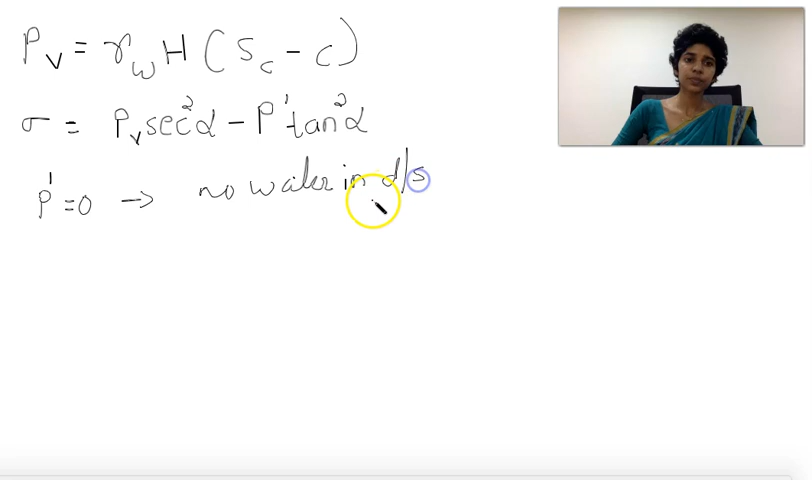 P_v = γ_w H (S_c - c)
σ = P_v sec²α - P' tan²α
P' = 0 → no water in d/s